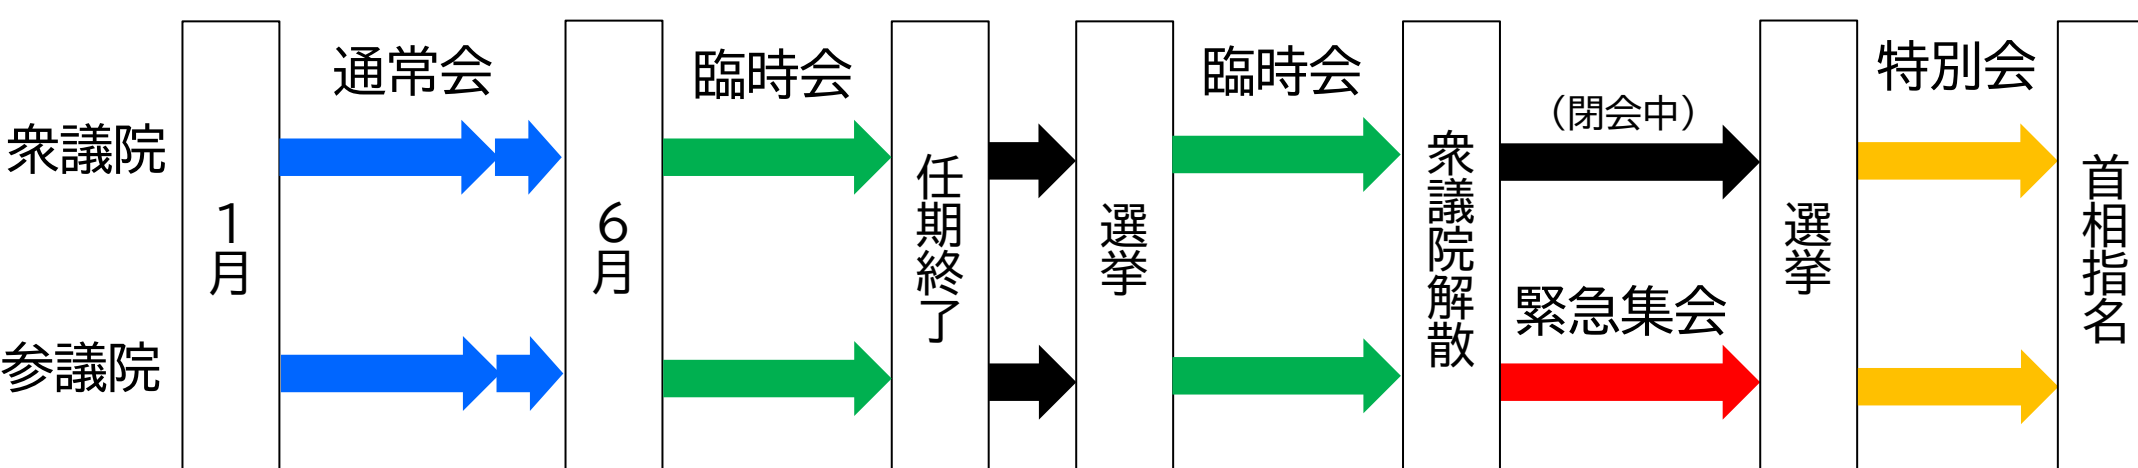 衆議院
参議院
1月
通常会
6月
臨時会
任期終了
選挙
臨時会
衆議院解散
（閉会中）
緊急集会
選挙
特別会
首相指名